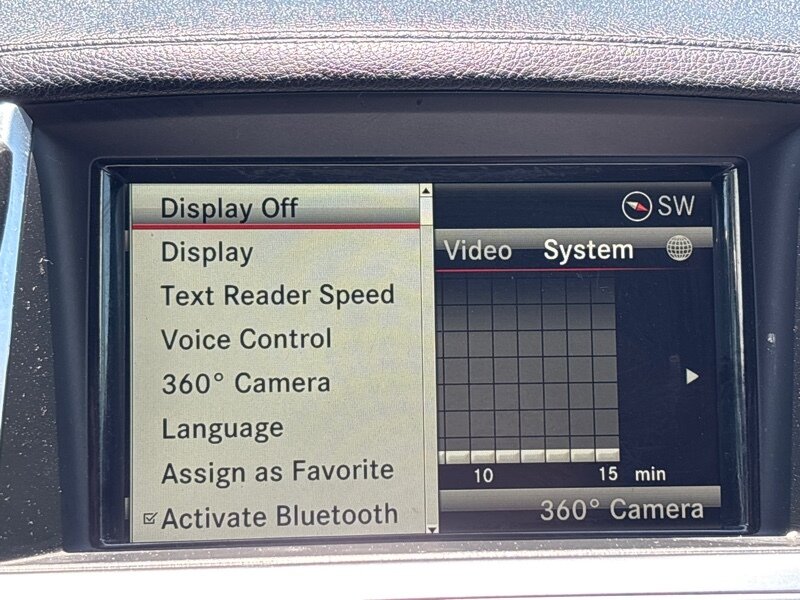 Display Off
SW
Display
Video System
Text Reader Speed
Voice Control
360° Camera
Language
Assign as Favorite
10 15 min
Activate Bluetooth
360° Camera